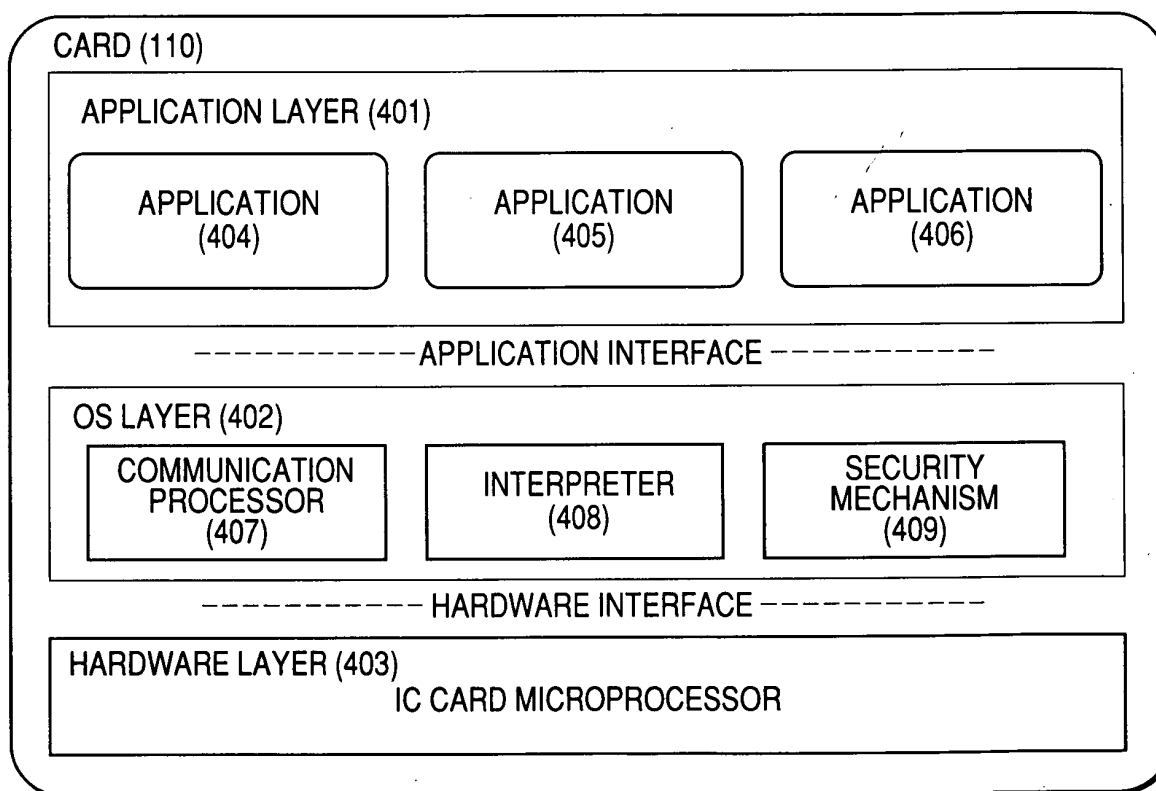 CARD (110)
APPLICATION LAYER (401)
APPLICATION
(404)
APPLICATION
(405)
APPLICATION
(406)
APPLICATION INTERFACE
OS LAYER (402)
COMMUNICATION
PROCESSOR
(407)
INTERPRETER
(408)
SECURITY
MECHANISM
(409)
HARDWARE INTERFACE
HARDWARE LAYER (403)
IC CARD MICROPROCESSOR